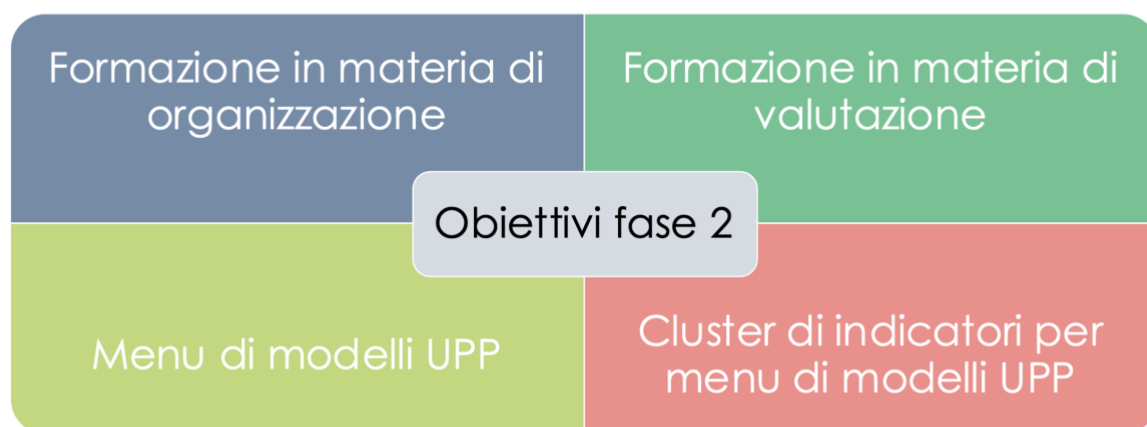 Formazione in materia di
organizzazione
Formazione in materia di
valutazione
Obiettivi fase 2
Menu di modelli UPP
Cluster di indicatori per
menu di modelli UPP